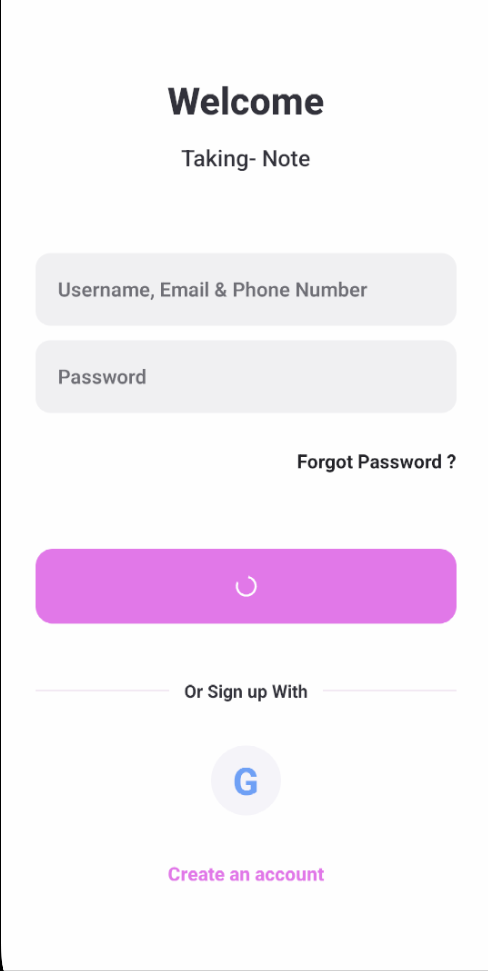 Welcome
Taking- Note
Username, Email & Phone Number
Password
Forgot Password ?
Or Sign up With
G
Create an account